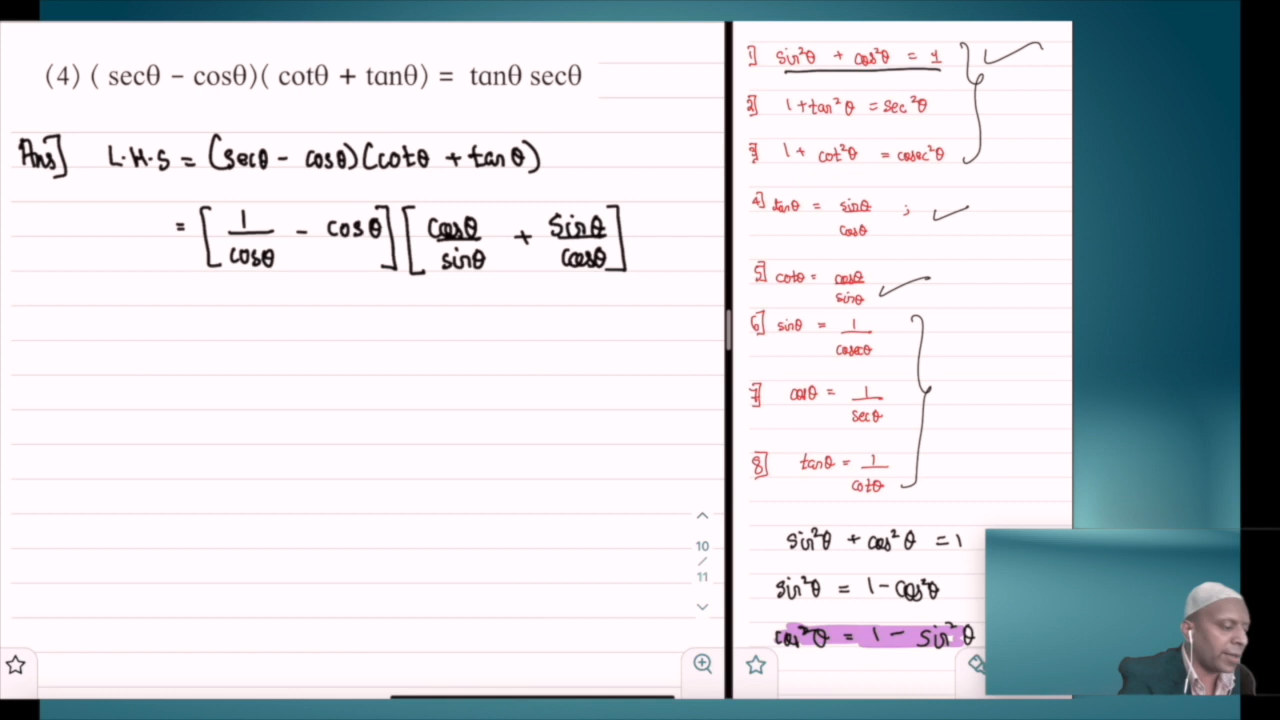 (4) ( secθ − cosθ)( cotθ + tanθ) = tanθ secθ
Ans] L.H.S = (secθ - cosθ)(cotθ + tanθ)
= [ 1/cosθ - cosθ ] [ cosθ/sinθ + sinθ/cosθ ]
10
/
11
1] sin²θ + cos²θ = 1
2] 1 + tan²θ = sec²θ
3] 1 + cot²θ = cosec²θ
4] tanθ = sinθ/cosθ ;
5] cotθ = cosθ/sinθ
6] sinθ = 1/cosecθ
7] cosθ = 1/secθ
8] tanθ = 1/cotθ
sin²θ + cos²θ = 1
sin²θ = 1 - cos²θ
cos²θ = 1 - sin²θ